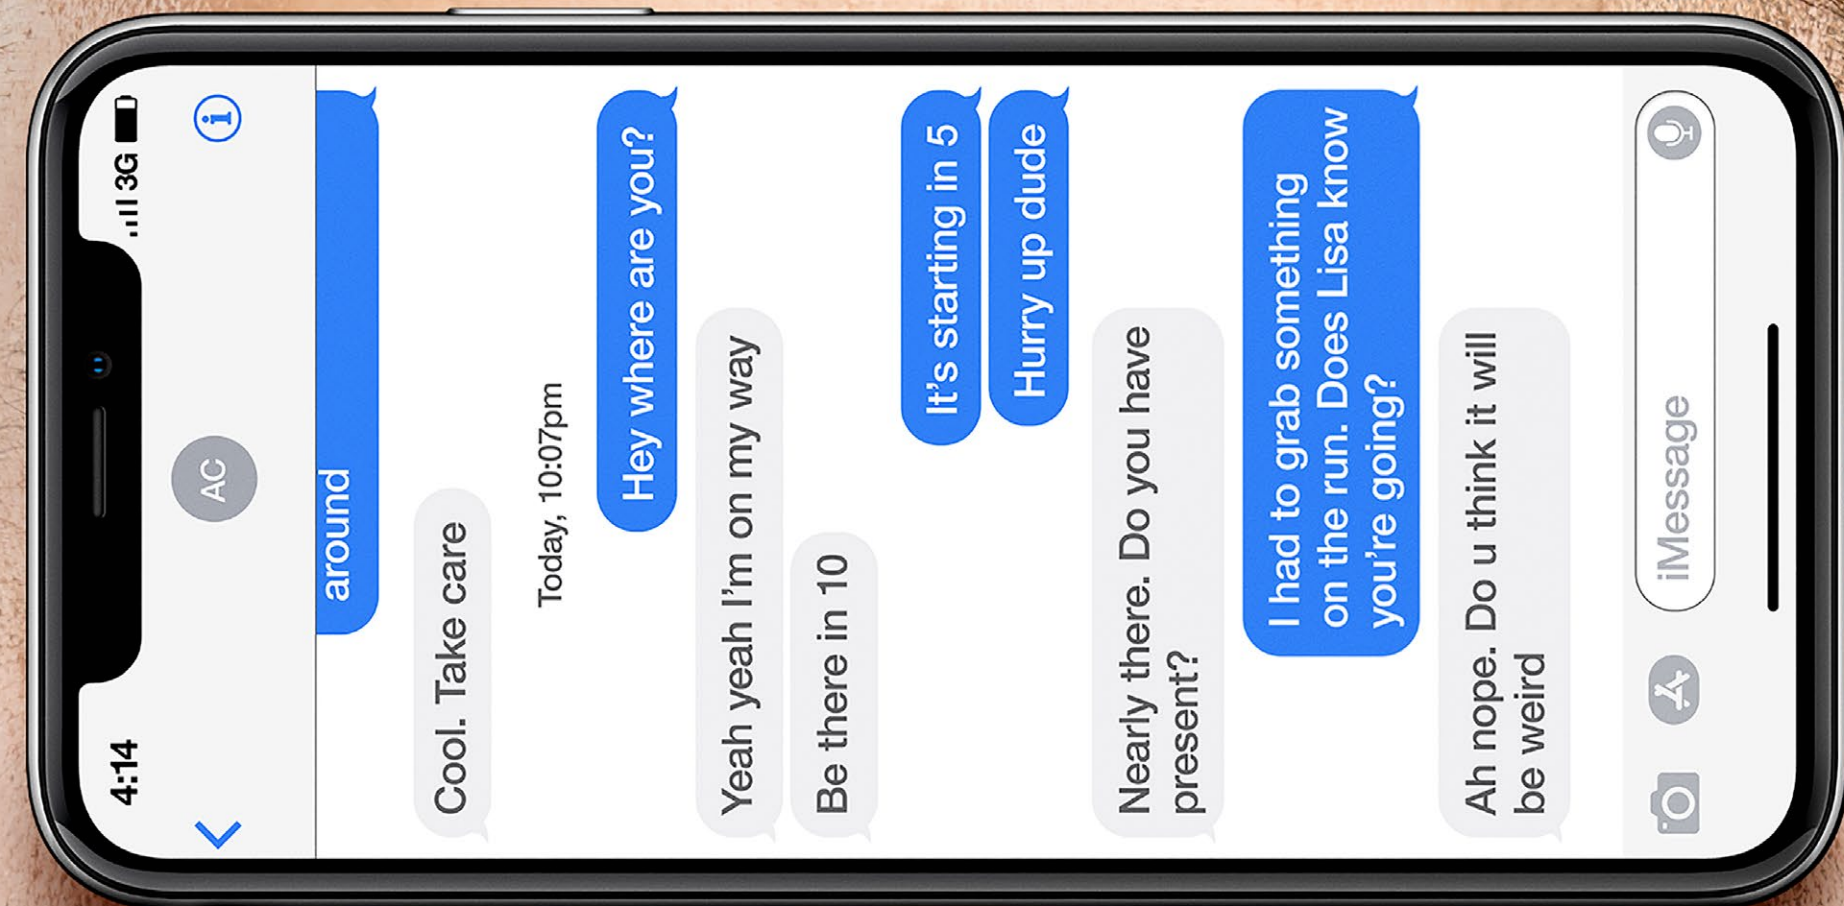 4:14
3G
AC
around
Cool. Take care
Today, 10:07pm
Hey where are you?
Yeah yeah I'm on my way
Be there in 10
It's starting in 5
Hurry up dude
Nearly there. Do you have
present?
I had to grab something
on the run. Does Lisa know
you're going?
Ah nope. Do u think it will
be weird
iMessage